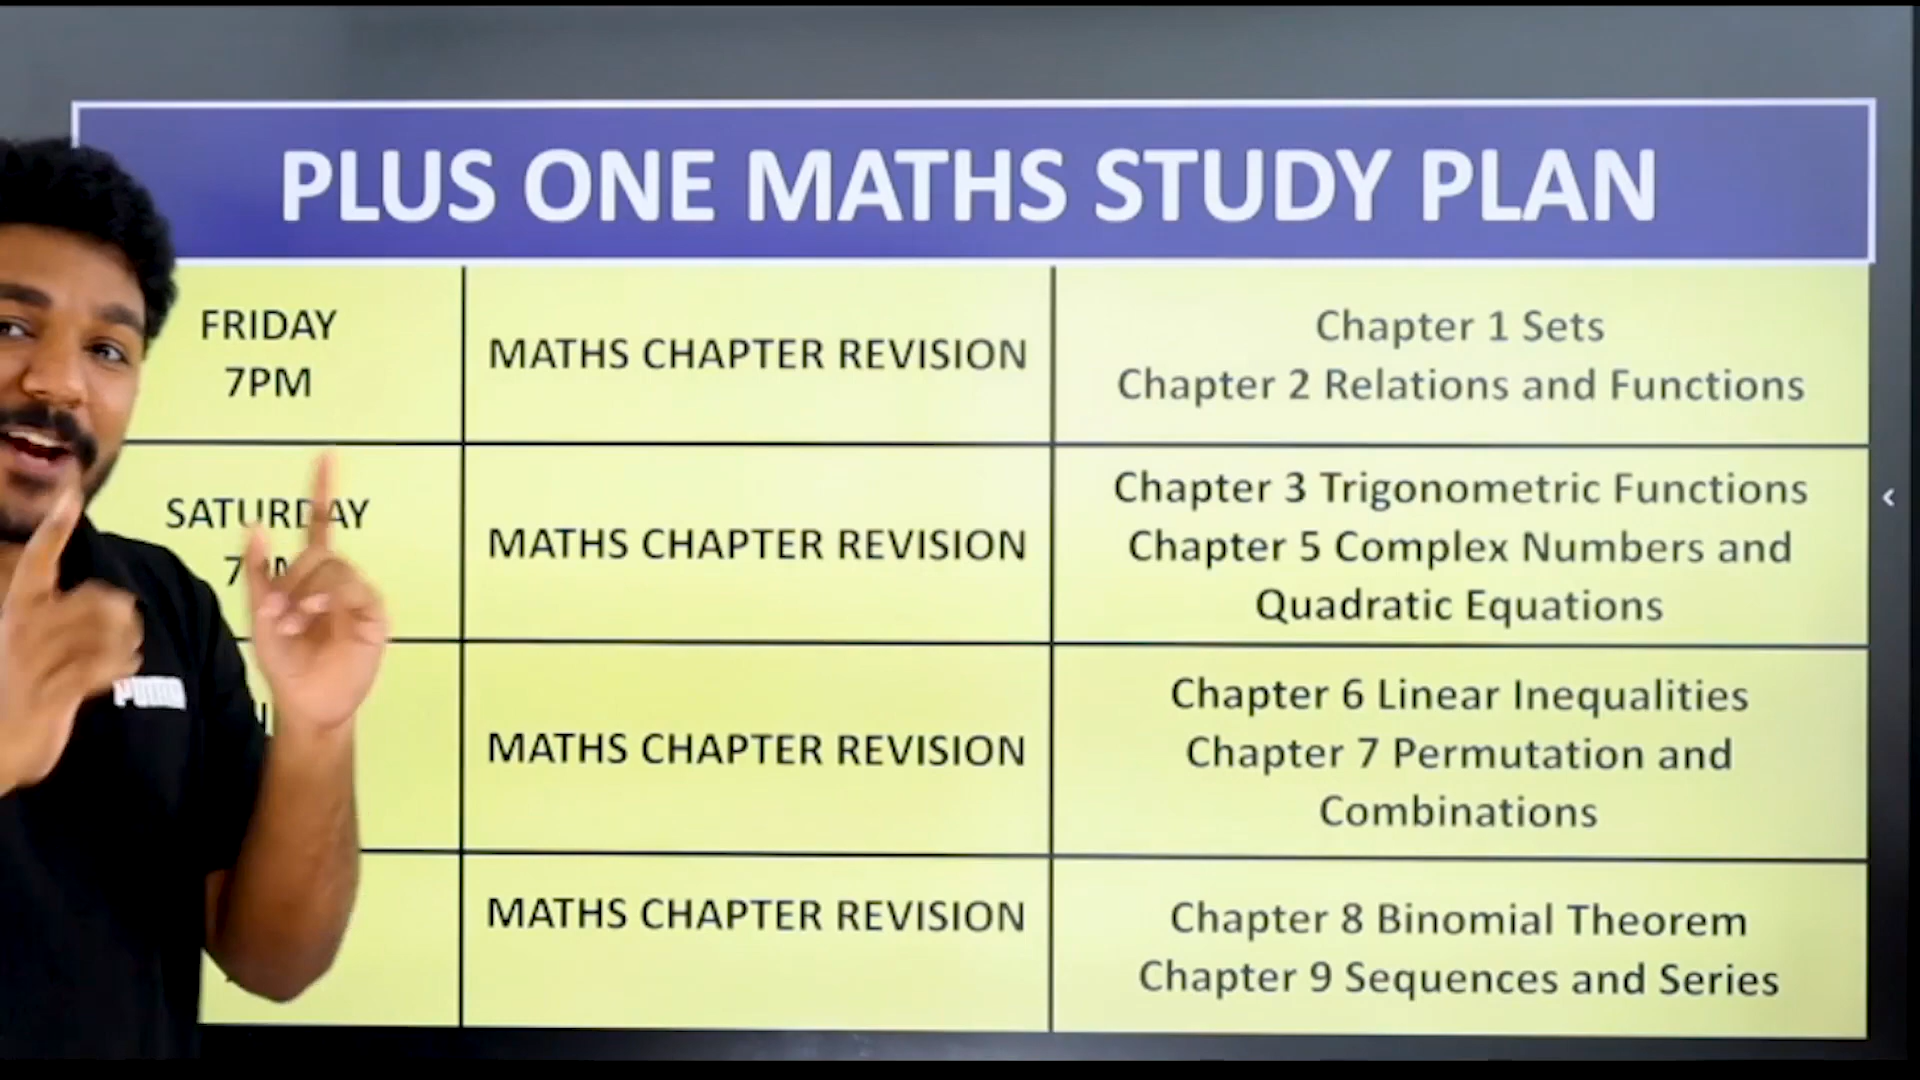 PLUS ONE MATHS STUDY PLAN
FRIDAY
7PM
MATHS CHAPTER REVISION
Chapter 1 Sets
Chapter 2 Relations and Functions
SATURDAY
MATHS CHAPTER REVISION
Chapter 3 Trigonometric Functions
Chapter 5 Complex Numbers and
Quadratic Equations
MATHS CHAPTER REVISION
Chapter 6 Linear Inequalities
Chapter 7 Permutation and
Combinations
MATHS CHAPTER REVISION
Chapter 8 Binomial Theorem
Chapter 9 Sequences and Series